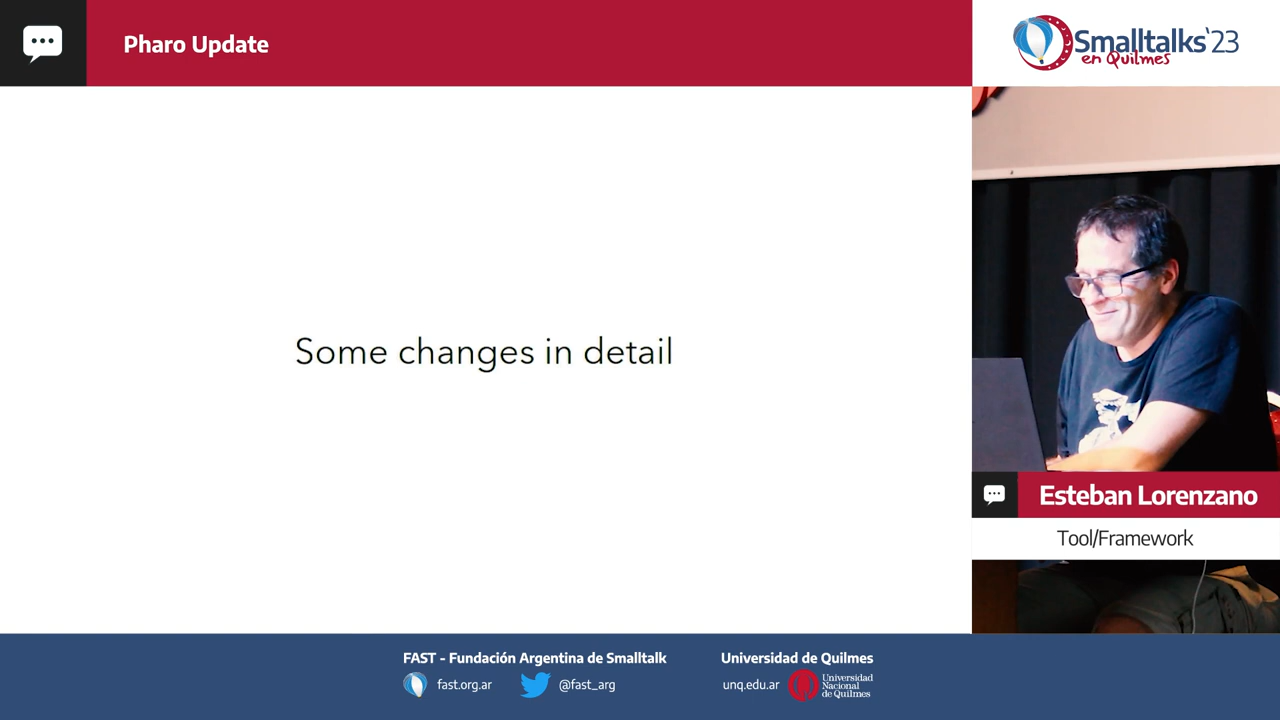 Pharo Update
Smalltalks'23
en Quilmes
Some changes in detail
Esteban Lorenzano
Tool/Framework
FAST - Fundación Argentina de Smalltalk
fast.org.ar
@fast_arg
Universidad de Quilmes
unq.edu.ar
Universidad
Nacional
de Quilmes